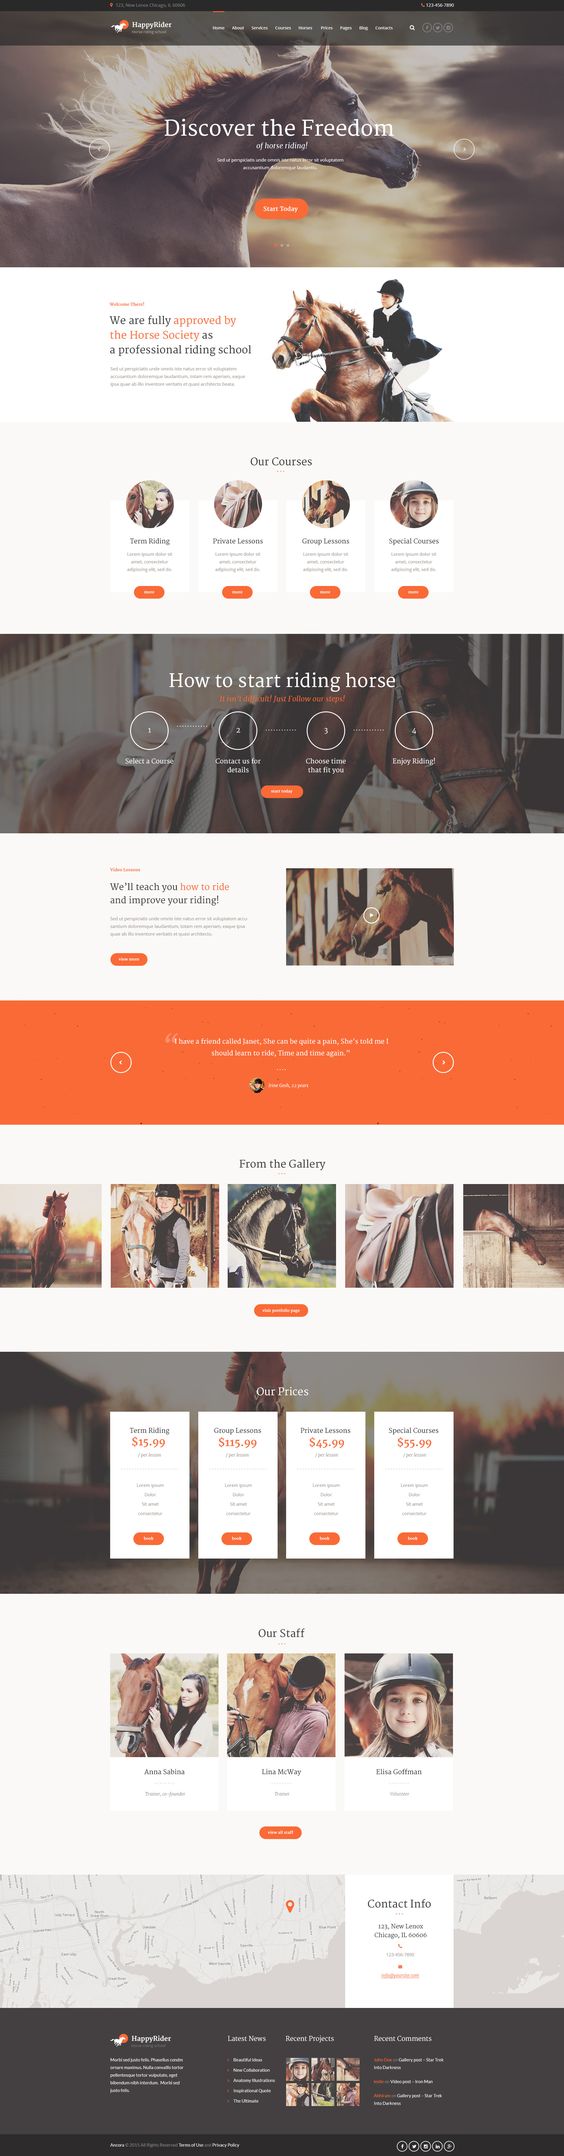 123, New Lenox Chicago, IL 60606
123-456-7890
HappyRider
Horse riding school
Home About Services Courses Horses Prices Pages Blog Contacts
Discover the Freedom
of horse riding!
Sed ut perspiciatis unde omnis iste natus error sit voluptatem
accusantium doloremque laudantiu.
Start Today
Welcome There!
We are fully approved by
the Horse Society as
a professional riding school
Sed ut perspiciatis unde omnis iste natus error sit voluptatem
accusantium doloremque laudantium, totam rem aperiam, eaque
ipsa quae ab illo inventore veritatis et quasi architecto beata.
Our Courses
Term Riding
Lorem ipsum dolor sit
amet, consectetur
adipiscing elit, sed do.
more
Private Lessons
Lorem ipsum dolor sit
amet, consectetur
adipiscing elit, sed do.
more
Group Lessons
Lorem ipsum dolor sit
amet, consectetur
adipiscing elit, sed do.
more
Special Courses
Lorem ipsum dolor sit
amet, consectetur
adipiscing elit, sed do.
more
How to start riding horse
It isn't difficult! Just Follow our steps!
1
Select a Course
2
Contact us for
details
3
Choose time
that fit you
4
Enjoy Riding!
start today
Video Lessons
We'll teach you how to ride
and improve your riding!
Sed ut perspiciatis unde omnis iste natus error sit voluptatem accu-
santium doloremque laudantium, totam rem aperiam, eaque ipsa
quae ab illo inventore veritatis et quasi architecto.
view more
“I have a friend called Janet, She can be quite a pain, She's told me I
should learn to ride, Time and time again.”
Jene Gesh, 22 years
From the Gallery
visit portfolio page
Our Prices
Term Riding
$15.99
/ per lesson
Lorem ipsum
Dolor
Sit amet
consectetur
book
Group Lessons
$115.99
/ per lesson
Lorem ipsum
Dolor
Sit amet
consectetur
book
Private Lessons
$45.99
/ per lesson
Lorem ipsum
Dolor
Sit amet
consectetur
book
Special Courses
$55.99
/ per lesson
Lorem ipsum
Dolor
Sit amet
consectetur
book
Our Staff
Anna Sabina
Trainer, co-founder
Lina McWay
Trainer
Elisa Goffman
Volunteer
view all staff
Contact Info
123, New Lenox
Chicago, IL 60606
123-456-7890
info@yoursite.com
HappyRider
Horse riding school
Morbi sed justo felis. Phasellus condm
ornare maximus. Nulla convallis tortor
pellentesque tortor vulputate, eget
bibendum nibh interdum. Morbi sed
justo felis.
Latest News
Beautiful Ideas
New Collaboration
Anatomy Illustrations
Inspirational Quote
The Ultimate
Recent Projects
Recent Comments
John Doe on Gallery post – Star Trek
Into Darkness
leslie on Video post – Iron Man
on Gallery post – Star Trek
Into Darkness
Ancora © 2015 All Rights Reserved Terms of Use and Privacy Policy